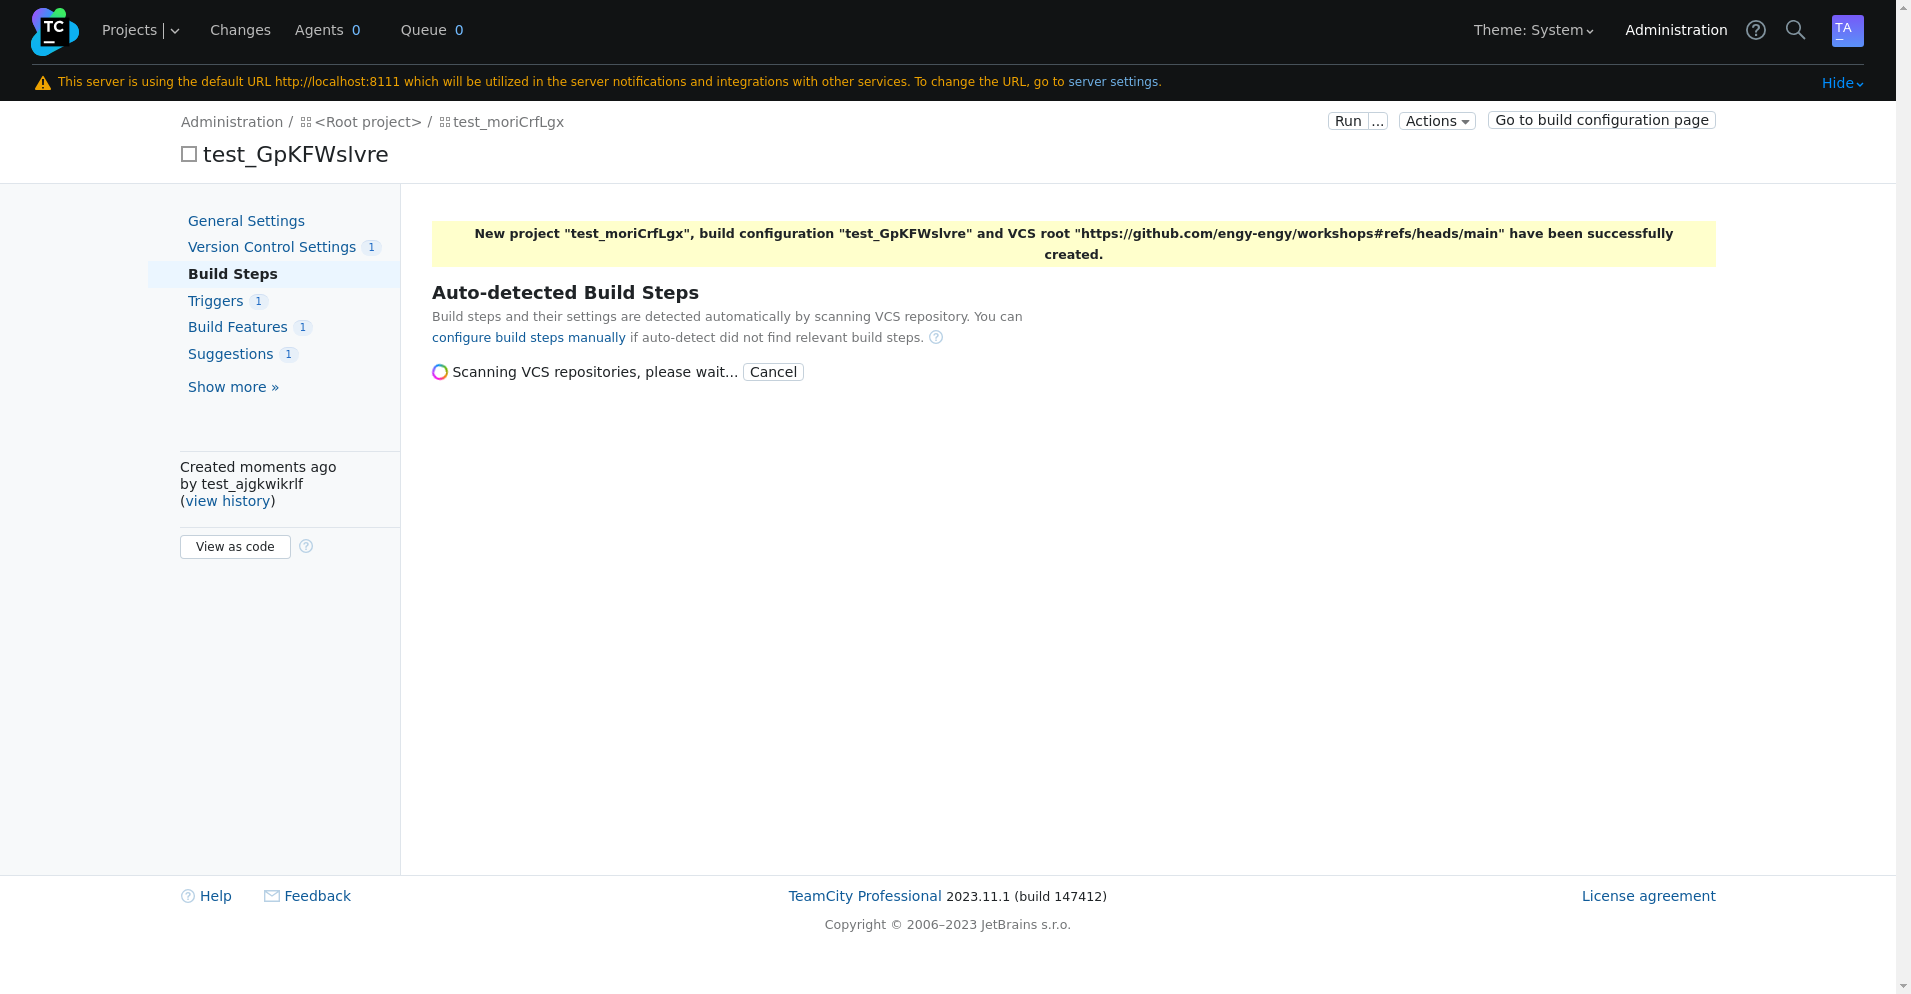 TC
Projects Changes Agents 0 Queue 0 Theme: System Administration TA
This server is using the default URL http://localhost:8111 which will be utilized in the server notifications and integrations with other services. To change the URL, go to server settings. Hide
Administration / <Root project> / test_moriCrfLgx Run ... Actions Go to build configuration page
test_GpKFWslvre
General Settings
Version Control Settings 1
Build Steps
Triggers 1
Build Features 1
Suggestions 1
Show more »
Created moments ago
by test_ajgkwikrlf
(view history)
View as code ?
New project "test_moriCrfLgx", build configuration "test_GpKFWslvre" and VCS root "https://github.com/engy-engy/workshops#refs/heads/main" have been successfully
created.
Auto-detected Build Steps
Build steps and their settings are detected automatically by scanning VCS repository. You can
configure build steps manually if auto-detect did not find relevant build steps. ?
Scanning VCS repositories, please wait... Cancel
? Help Feedback TeamCity Professional 2023.11.1 (build 147412) License agreement
Copyright © 2006–2023 JetBrains s.r.o.